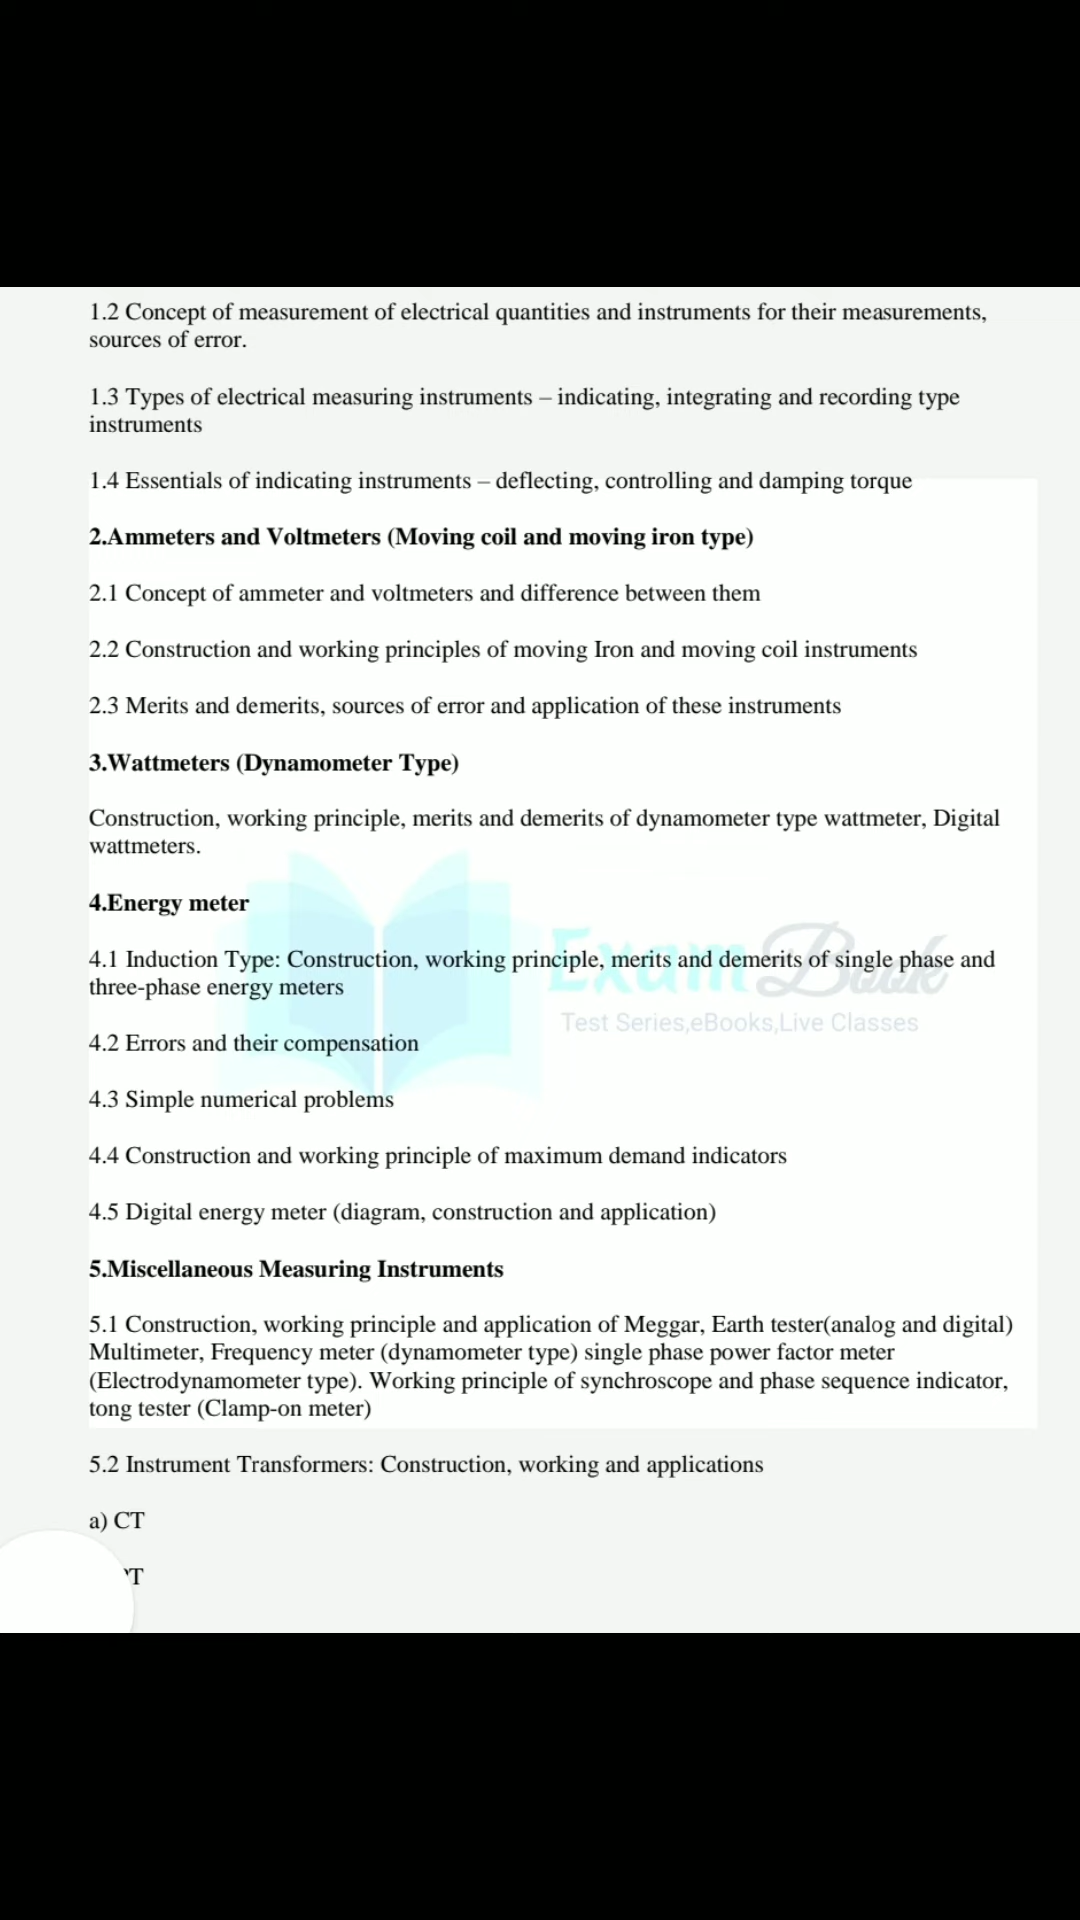 1.2 Concept of measurement of electrical quantities and instruments for their measurements,
sources of error.
1.3 Types of electrical measuring instruments – indicating, integrating and recording type
instruments
1.4 Essentials of indicating instruments – deflecting, controlling and damping torque
2.Ammeters and Voltmeters (Moving coil and moving iron type)
2.1 Concept of ammeter and voltmeters and difference between them
2.2 Construction and working principles of moving Iron and moving coil instruments
2.3 Merits and demerits, sources of error and application of these instruments
3.Wattmeters (Dynamometer Type)
Construction, working principle, merits and demerits of dynamometer type wattmeter, Digital
wattmeters.
4.Energy meter
4.1 Induction Type: Construction, working principle, merits and demerits of single phase and
three-phase energy meters
Exam Book
Test Series,eBooks,Live Classes
4.2 Errors and their compensation
4.3 Simple numerical problems
4.4 Construction and working principle of maximum demand indicators
4.5 Digital energy meter (diagram, construction and application)
5.Miscellaneous Measuring Instruments
5.1 Construction, working principle and application of Meggar, Earth tester(analog and digital)
Multimeter, Frequency meter (dynamometer type) single phase power factor meter
(Electrodynamometer type). Working principle of synchroscope and phase sequence indicator,
tong tester (Clamp-on meter)
5.2 Instrument Transformers: Construction, working and applications
a) CT